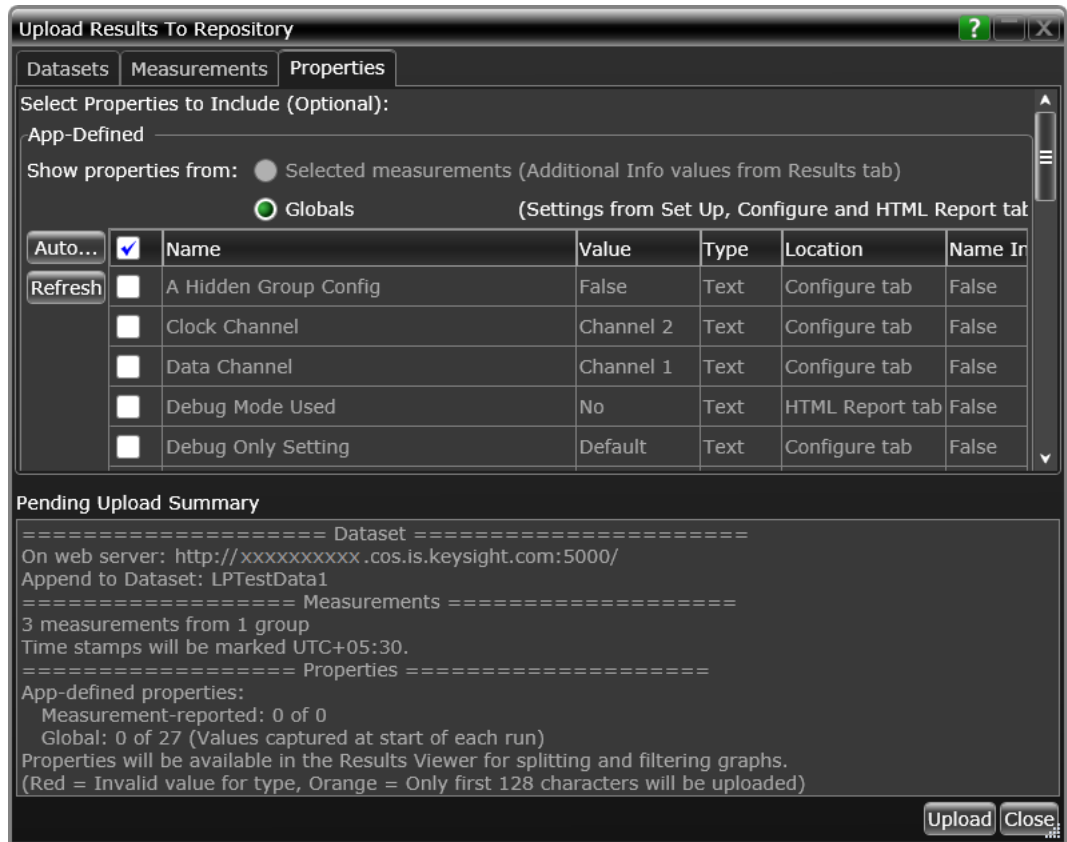 Upload Results To Repository
?
X
Datasets Measurements Properties
Select Properties to Include (Optional):
App-Defined
Show properties from: Selected measurements (Additional Info values from Results tab)
Globals (Settings from Set Up, Configure and HTML Report tab
Auto... Name Value Type Location Name In
Refresh A Hidden Group Config False Text Configure tab False
Clock Channel Channel 2 Text Configure tab False
Data Channel Channel 1 Text Configure tab False
Debug Mode Used No Text HTML Report tab False
Debug Only Setting Default Text Configure tab False
Pending Upload Summary
==================== Dataset ======================
On web server: http://xxxxxxxxxx.cos.is.keysight.com:5000/
Append to Dataset: LPTestData1
================== Measurements ===================
3 measurements from 1 group
Time stamps will be marked UTC+05:30.
================== Properties ====================
App-defined properties:
Measurement-reported: 0 of 0
Global: 0 of 27 (Values captured at start of each run)
Properties will be available in the Results Viewer for splitting and filtering graphs.
(Red = Invalid value for type, Orange = Only first 128 characters will be uploaded)
Upload Close